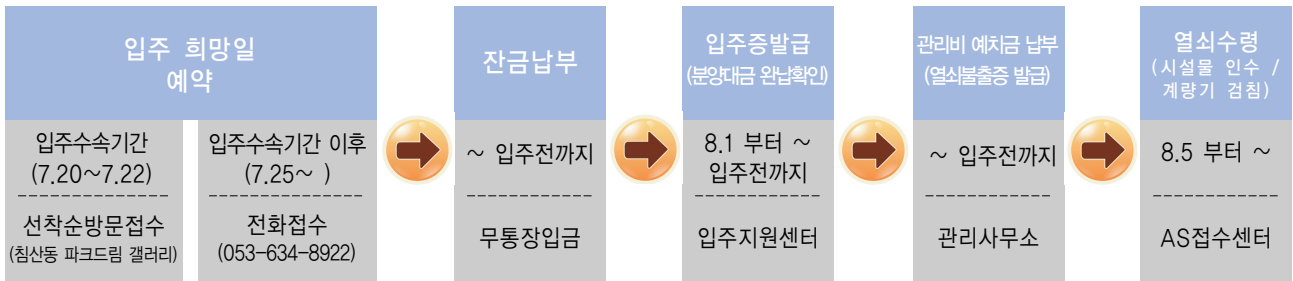 입주 희망일
예약
입주수속기간
(7.20~7.22)
선착순방문접수
(침산동 파크드림 갤러리)
입주수속기간 이후
(7.25~ )
전화접수
(053-634-8922)
잔금납부
~ 입주전까지
무통장입금
입주증발급
(분양대금 완납확인)
8.1 부터 ~
입주전까지
입주지원센터
관리비 예치금 납부
(열쇠불출증 발급)
~ 입주전까지
관리사무소
열쇠수령
(시설물 인수 /
계량기 검침)
8.5 부터 ~
AS접수센터